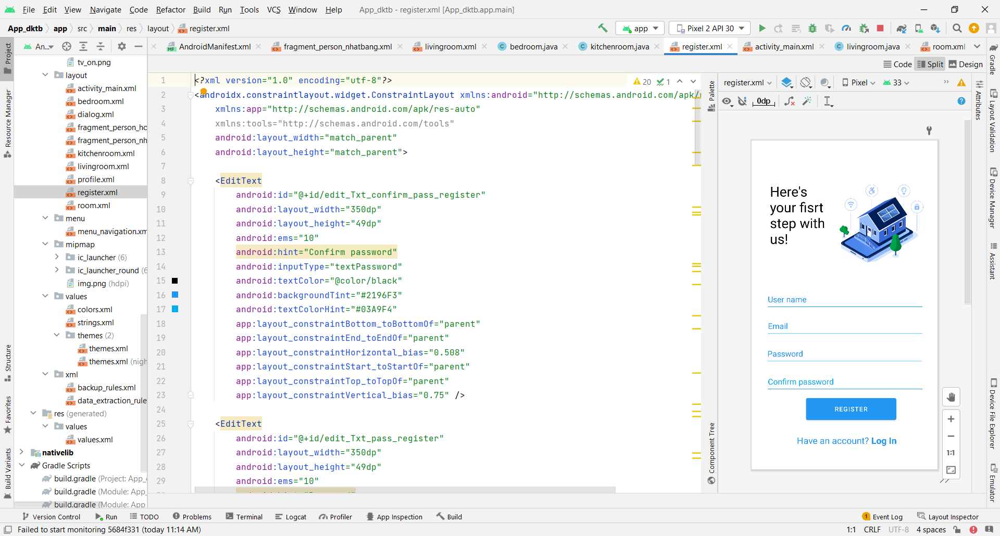 File Edit View Navigate Code Refactor Build Run Tools VCS Window Help App_dktb - register.xml [App_dktb.app.main]
App_dktb app src main res layout register.xml
app Pixel 2 API 30
An...
AndroidManifest.xml fragment_person_nhatbang.xml livingroom.xml bedroom.java kitchenroom.java register.xml activity_main.xml livingroom.java room.xml
Code Split Design
Project
Resource Manager
Structure
Favorites
Build Variants
tv_on.png
layout
activity_main.xml
bedroom.xml
dialog.xml
fragment_person_ho
fragment_person_nh
kitchenroom.xml
livingroom.xml
profile.xml
register.xml
room.xml
menu
menu_navigation.xm
mipmap
ic_launcher (6)
ic_launcher_round (6
img.png (hdpi)
values
colors.xml
strings.xml
themes (2)
themes.xml
themes.xml (nigh
xml
backup_rules.xml
data_extraction_rule
res (generated)
values
values.xml
nativelib
Gradle Scripts
build.gradle (Project: App_
build.gradle (Module: App_
build.gradle (Module: App
20 1
1 <?xml version="1.0" encoding="utf-8"?>
2 <androidx.constraintlayout.widget.ConstraintLayout xmlns:android="http://schemas.android.com/apk/
3 xmlns:app="http://schemas.android.com/apk/res-auto"
4 xmlns:tools="http://schemas.android.com/tools"
5 android:layout_width="match_parent"
6 android:layout_height="match_parent">
7
8 <EditText
9 android:id="@+id/edit_Txt_confirm_pass_register"
10 android:layout_width="350dp"
11 android:layout_height="49dp"
12 android:ems="10"
13 android:hint="Confirm password"
14 android:inputType="textPassword"
15 android:textColor="@color/black"
16 android:backgroundTint="#2196F3"
17 android:textColorHint="#03A9F4"
18 app:layout_constraintBottom_toBottomOf="parent"
19 app:layout_constraintEnd_toEndOf="parent"
20 app:layout_constraintHorizontal_bias="0.508"
21 app:layout_constraintStart_toStartOf="parent"
22 app:layout_constraintTop_toTopOf="parent"
23 app:layout_constraintVertical_bias="0.75" />
24
25 <EditText
26 android:id="@+id/edit_Txt_pass_register"
27 android:layout_width="350dp"
28 android:layout_height="49dp"
29 android:ems="10"
Palette
Component Tree
register.xml Pixel 33
0dp
Here's
your fisrt
step with
us!
User name
Email
Password
Confirm password
REGISTER
Have an account? Log In
1:1
Attributes
Gradle
Layout Validation
Device Manager
Assistant
Device File Explorer
Emulator
Version Control Run TODO Problems Terminal Logcat Profiler App Inspection Build 1 Event Log Layout Inspector
Failed to start monitoring 5684f331 (today 11:14 AM) 1:1 CRLF UTF-8 4 spaces